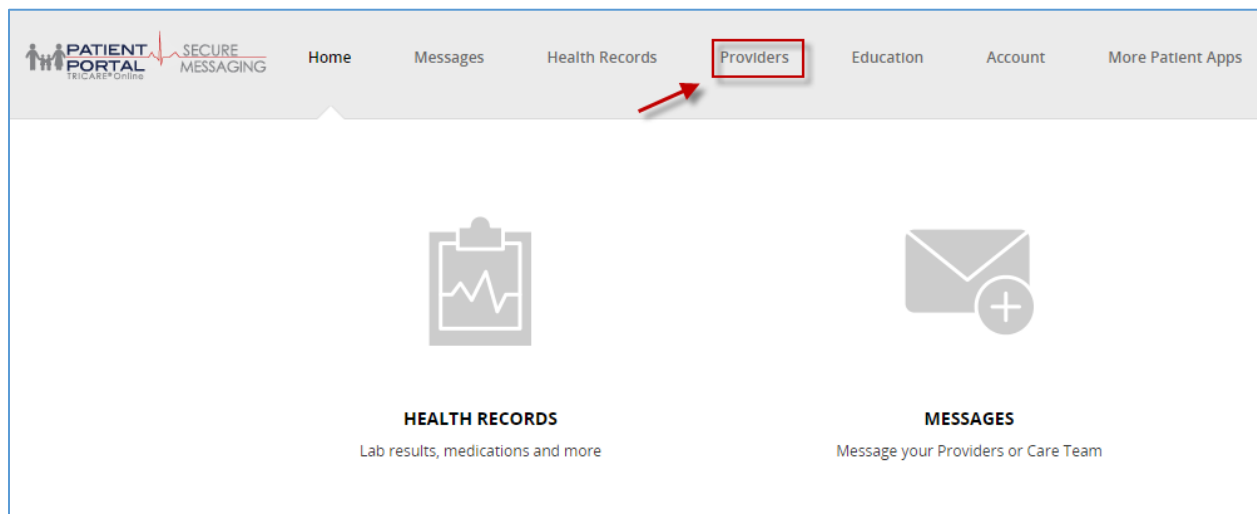 PATIENT PORTAL TRICARE®Online SECURE MESSAGING Home Messages Health Records Providers Education Account More Patient Apps
HEALTH RECORDS MESSAGES
Lab results, medications and more Message your Providers or Care Team